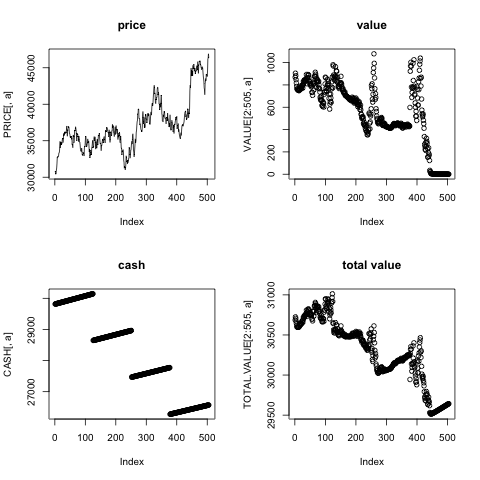 price
PRICE[, a]
30000 35000 40000 45000
0 100 200 300 400 500
Index
value
VALUE[2:505, a]
0 200 600 1000
0 100 200 300 400 500
Index
cash
CASH[, a]
27000 29000
0 100 200 300 400 500
Index
total value
TOTAL.VALUE[2:505, a]
29500 30000 30500 31000
0 100 200 300 400 500
Index